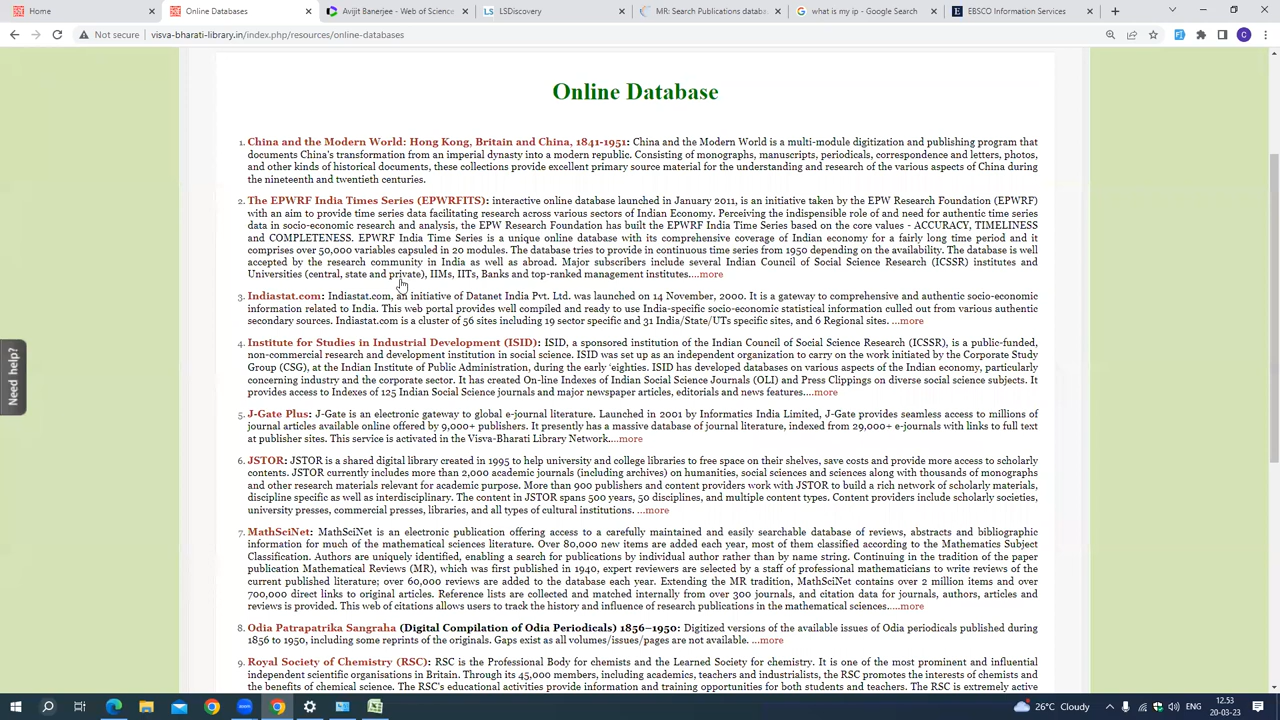 Home
Online Databases
Avijit Banerjee - Web of Science
LSDiscovery
MR: Search Publications databas
what is my ip - Google Search
EBSCO Information Services
Not secure | visva-bharati-library.in/index.php/resources/online-databases
Online Database
1. China and the Modern World: Hong Kong, Britain and China, 1841-1951: China and the Modern World is a multi-module digitization and publishing program that
documents China's transformation from an imperial dynasty into a modern republic. Consisting of monographs, manuscripts, periodicals, correspondence and letters, photos,
and other kinds of historical documents, these collections provide excellent primary source material for the understanding and research of the various aspects of China during
the nineteenth and twentieth centuries.
2. The EPWRF India Times Series (EPWRFITS): interactive online database launched in January 2011, is an initiative taken by the EPW Research Foundation (EPWRF)
with an aim to provide time series data facilitating research across various sectors of Indian Economy. Perceiving the indispensible role of and need for authentic time series
data in socio-economic research and analysis, the EPW Research Foundation has built the EPWRF India Time Series based on the core values - ACCURACY, TIMELINESS
and COMPLETENESS. EPWRF India Time Series is a unique online database with its comprehensive coverage of Indian economy for a fairly long time period and it
comprises over 50,000 variables capsuled in 20 modules. The database tries to provide in continuous time series from 1950 depending on the availability. The database is well
accepted by the research community in India as well as abroad. Major subscribers include several Indian Council of Social Science Research (ICSSR) institutes and
Universities (central, state and private), IIMs, IITs, Banks and top-ranked management institutes....more
3. Indiastat.com: Indiastat.com, an initiative of Datanet India Pvt. Ltd. was launched on 14 November, 2000. It is a gateway to comprehensive and authentic socio-economic
information related to India. This web portal provides well compiled and ready to use India-specific socio-economic statistical information culled out from various authentic
secondary sources. Indiastat.com is a cluster of 56 sites including 19 sector specific and 31 India/State/UTs specific sites, and 6 Regional sites. ...more
4. Institute for Studies in Industrial Development (ISID): ISID, a sponsored institution of the Indian Council of Social Science Research (ICSSR), is a public-funded,
non-commercial research and development institution in social science. ISID was set up as an independent organization to carry on the work initiated by the Corporate Study
Group (CSG), at the Indian Institute of Public Administration, during the early 'eighties. ISID has developed databases on various aspects of the Indian economy, particularly
concerning industry and the corporate sector. It has created On-line Indexes of Indian Social Science Journals (OLI) and Press Clippings on diverse social science subjects. It
provides access to Indexes of 125 Indian Social Science journals and major newspaper articles, editorials and news features....more
5. J-Gate Plus: J-Gate is an electronic gateway to global e-journal literature. Launched in 2001 by Informatics India Limited, J-Gate provides seamless access to millions of
journal articles available online offered by 9,000+ publishers. It presently has a massive database of journal literature, indexed from 29,000+ e-journals with links to full text
at publisher sites. This service is activated in the Visva-Bharati Library Network....more
6. JSTOR: JSTOR is a shared digital library created in 1995 to help university and college libraries to free space on their shelves, save costs and provide more access to scholarly
contents. JSTOR currently includes more than 2,000 academic journals (including archives) on humanities, social sciences and sciences along with thousands of monographs
and other research materials relevant for academic purpose. More than 900 publishers and content providers work with JSTOR to build a rich network of scholarly materials,
discipline specific as well as interdisciplinary. The content in JSTOR spans 500 years, 50 disciplines, and multiple content types. Content providers include scholarly societies,
university presses, commercial presses, libraries, and all types of cultural institutions. ...more
7. MathSciNet: MathSciNet is an electronic publication offering access to a carefully maintained and easily searchable database of reviews, abstracts and bibliographic
information for much of the mathematical sciences literature. Over 80,000 new items are added each year, most of them classified according to the Mathematics Subject
Classification. Authors are uniquely identified, enabling a search for publications by individual author rather than by name string. Continuing in the tradition of the paper
publication Mathematical Reviews (MR), which was first published in 1940, expert reviewers are selected by a staff of professional mathematicians to write reviews of the
current published literature; over 60,000 reviews are added to the database each year. Extending the MR tradition, MathSciNet contains over 2 million items and over
700,000 direct links to original articles. Reference lists are collected and matched internally from over 300 journals, and citation data for journals, authors, articles and
reviews is provided. This web of citations allows users to track the history and influence of research publications in the mathematical sciences....more
8. Odia Patrapatrika Sangraha (Digital Compilation of Odia Periodicals) 1856–1950: Digitized versions of the available issues of Odia periodicals published during
1856 to 1950, including some reprints of the originals. Gaps exist as all volumes/issues/pages are not available. ...more
9. Royal Society of Chemistry (RSC): RSC is the Professional Body for chemists and the Learned Society for chemistry. It is one of the most prominent and influential
independent scientific organisations in Britain. Through its 45,000 members, including academics, teachers and industrialists, the RSC promotes the interests of chemists and
the benefits of chemical science. The RSC's educational activities provide information and training opportunities for both students and teachers. The RSC is extremely active
Need help?
26°C Cloudy
ENG
12.53
20-03-23